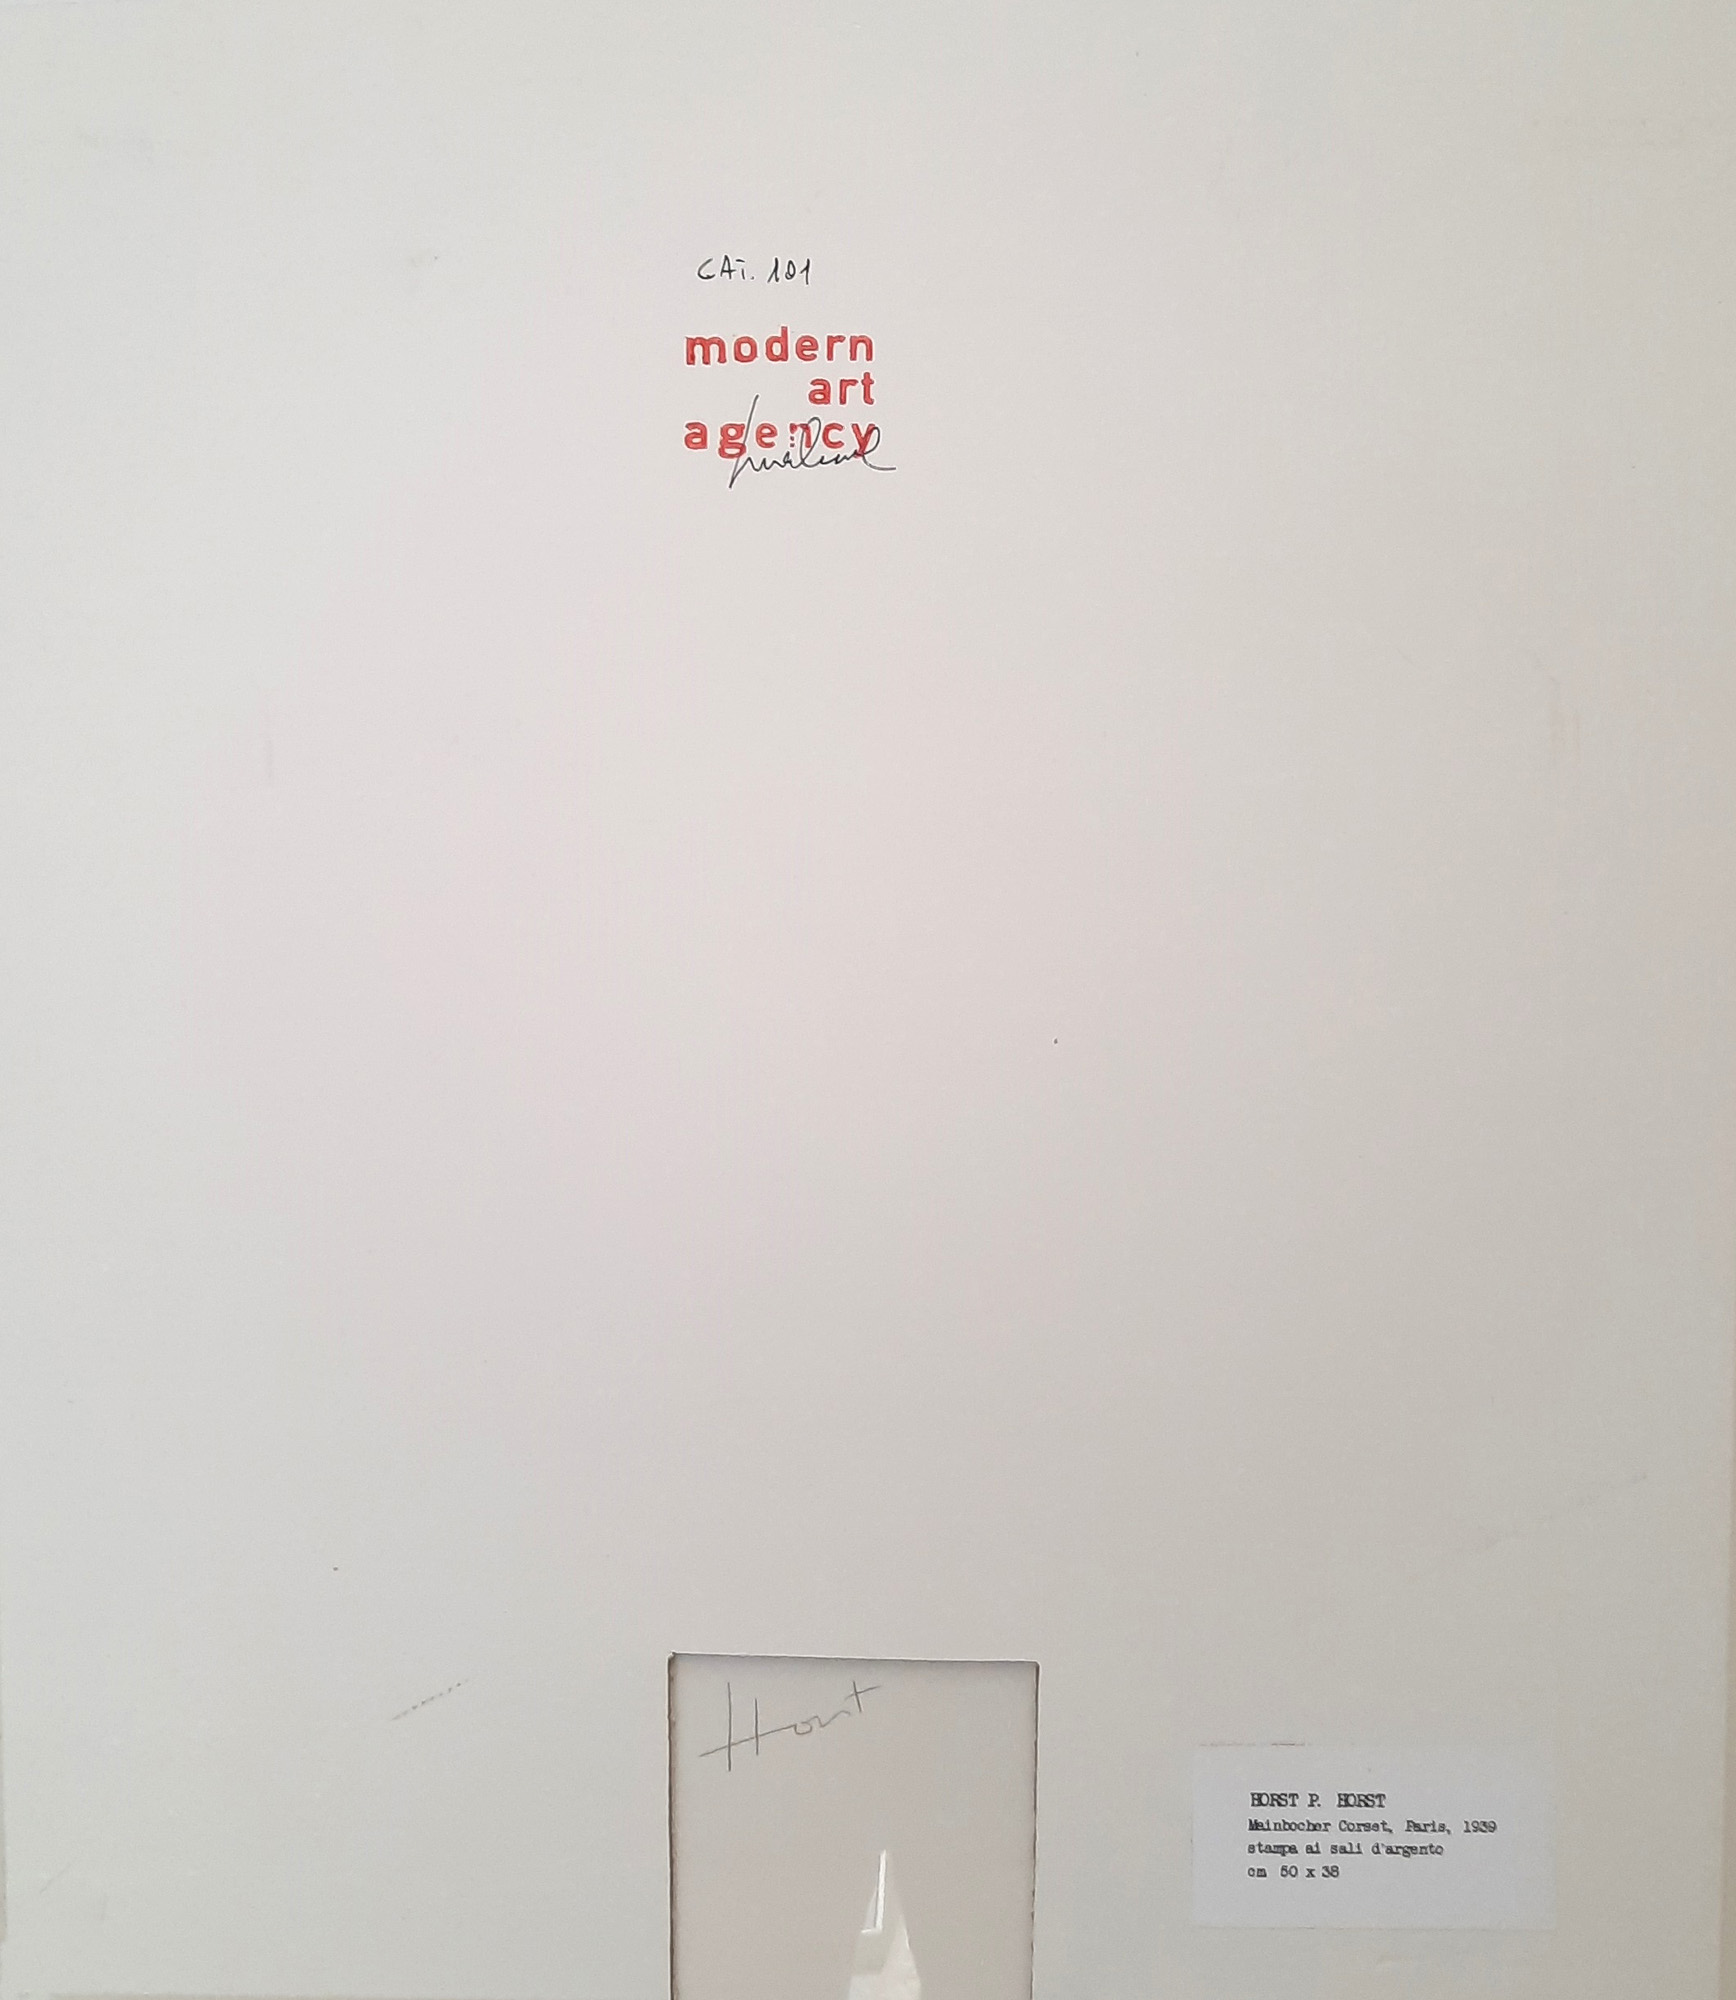 CAT. 101
modern
art
agency
Horst
HORST P. HORST
Mainbocher Corset, Paris, 1939
stampa ai sali d'argento
cm 50 x 38